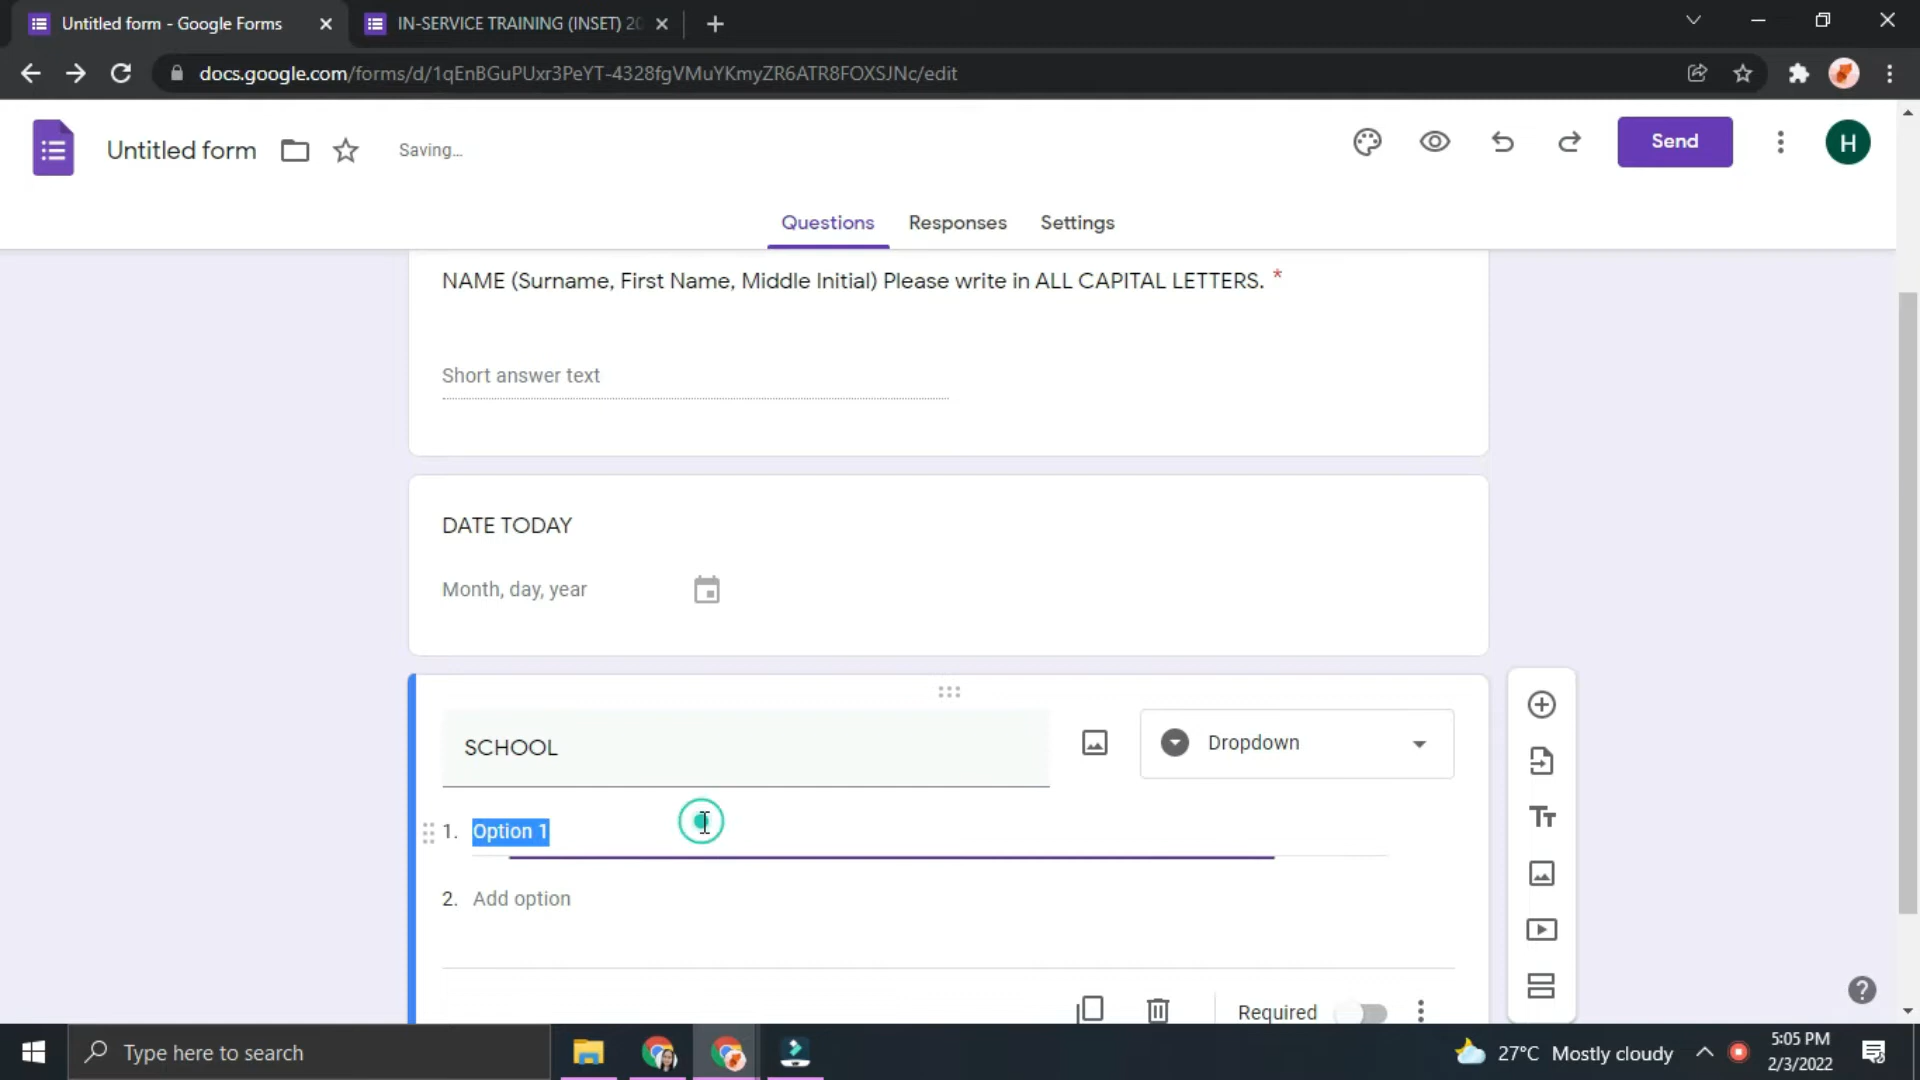 Untitled form - Google Forms
IN-SERVICE TRAINING (INSET) 20
docs.google.com/forms/d/1qEnBGuPUxr3PeYT-4328fgVMuYKmyZR6ATR8FOXSJNc/edit
Untitled form
Saving...
Send
H
Questions
Responses
Settings
NAME (Surname, First Name, Middle Initial) Please write in ALL CAPITAL LETTERS. *
Short answer text
DATE TODAY
Month, day, year
SCHOOL
Dropdown
1. Option 1
2. Add option
Required
Type here to search
27°C Mostly cloudy
5:05 PM
2/3/2022